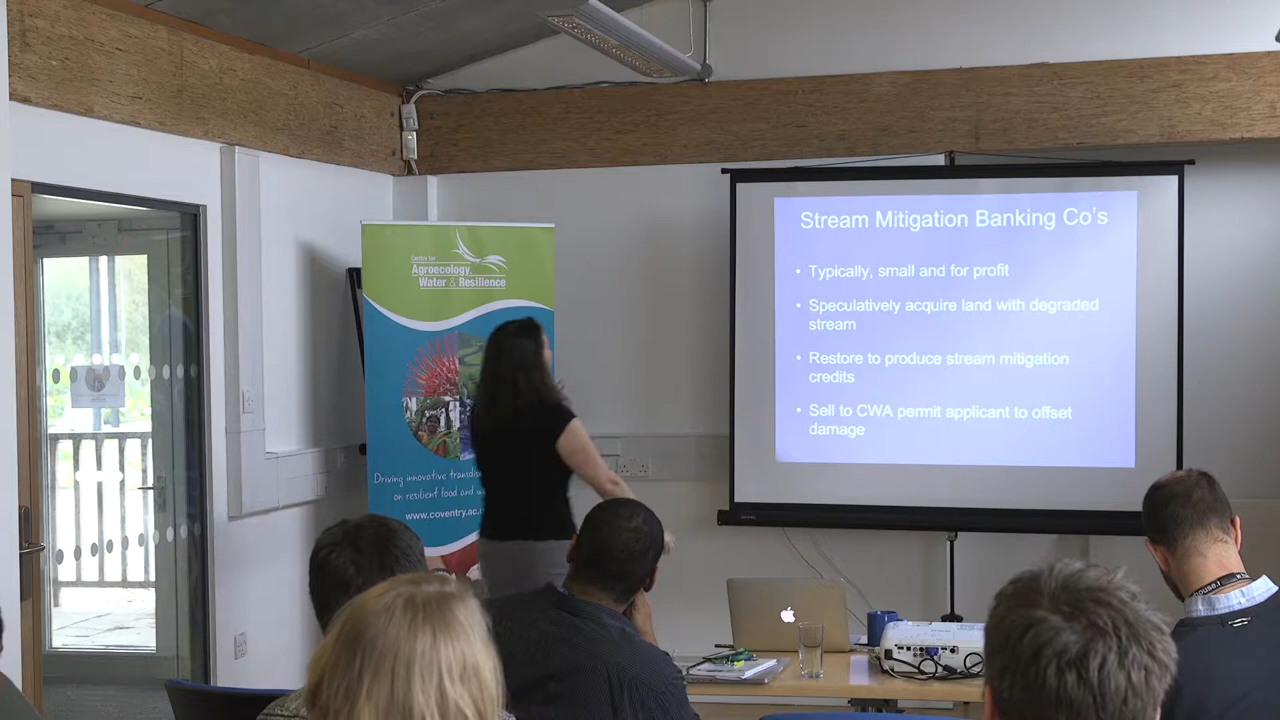 Centre for
Agroecology,
Water & Resilience
Driving innovative
on resilient food and
www.coventry.ac.
Stream Mitigation Banking Co's
• Typically, small and for profit
• Speculatively acquire land with degraded
stream
• Restore to produce stream mitigation
credits
• Sell to CWA permit applicant to offset
damage